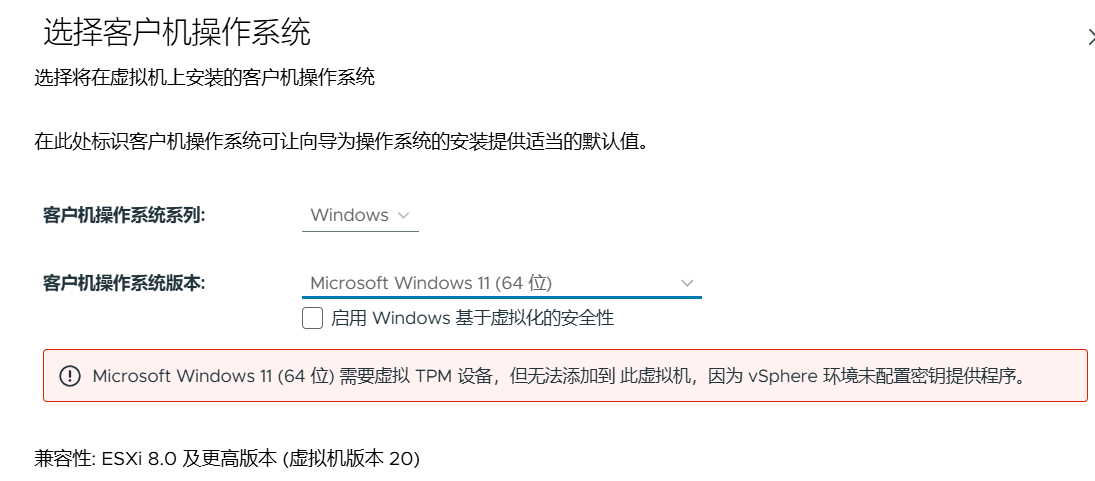 选择客户机操作系统
选择将在虚拟机上安装的客户机操作系统
在此处标识客户机操作系统可让向导为操作系统的安装提供适当的默认值。
客户机操作系统系列: Windows
客户机操作系统版本: Microsoft Windows 11 (64 位)
启用 Windows 基于虚拟化的安全性
Microsoft Windows 11 (64 位) 需要虚拟 TPM 设备，但无法添加到 此虚拟机，因为 vSphere 环境未配置密钥提供程序。
兼容性: ESXi 8.0 及更高版本 (虚拟机版本 20)